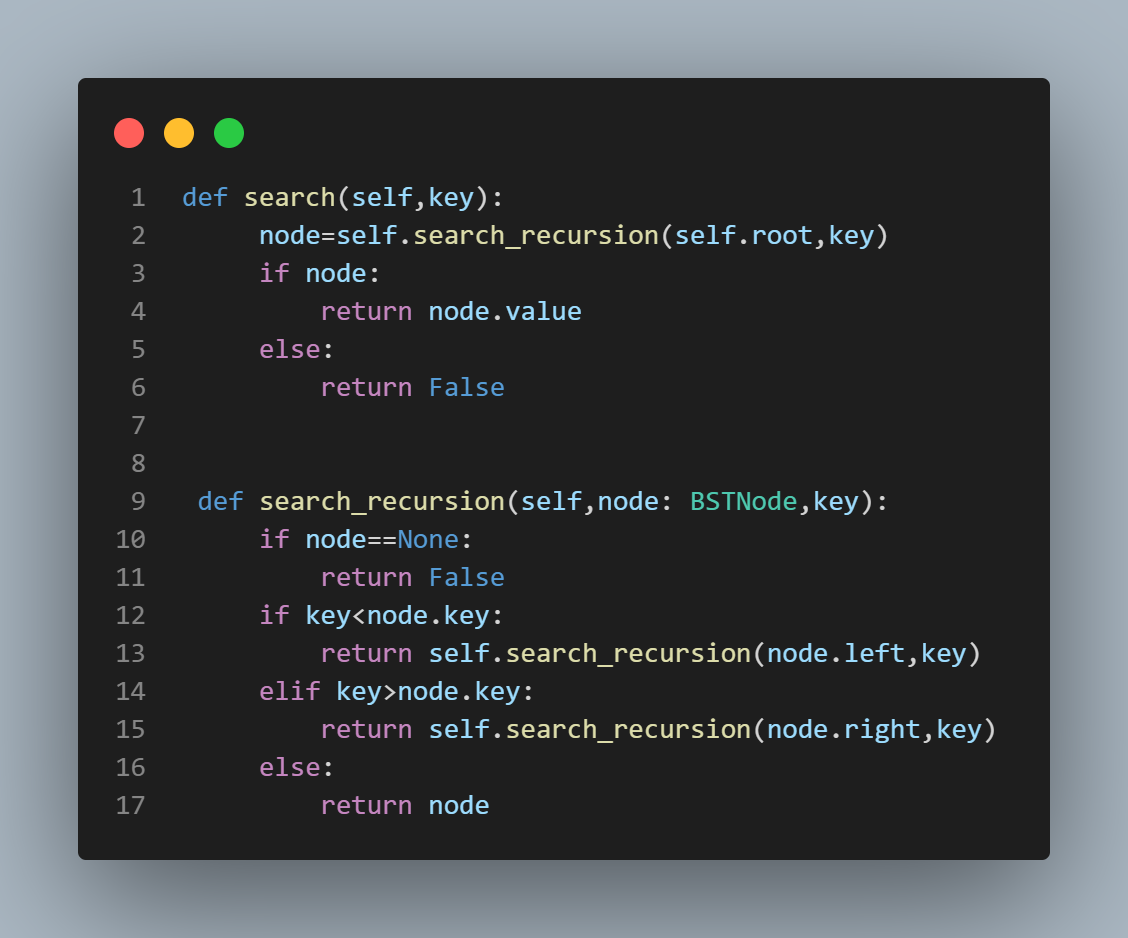 1 def search(self,key):
2      node=self.search_recursion(self.root,key)
3      if node:
4          return node.value
5      else:
6          return False
7
8
9  def search_recursion(self,node: BSTNode,key):
10      if node==None:
11          return False
12      if key<node.key:
13          return self.search_recursion(node.left,key)
14      elif key>node.key:
15          return self.search_recursion(node.right,key)
16      else:
17          return node